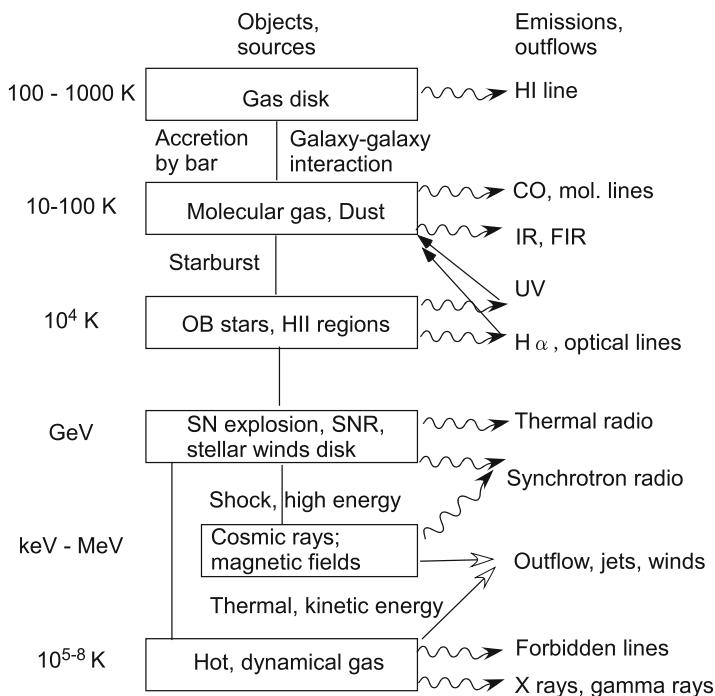 Objects,
sources
Emissions,
outflows
100 - 1000 K
Gas disk
HI line
Accretion
by bar
Galaxy-galaxy
interaction
10-100 K
Molecular gas, Dust
CO, mol. lines
IR, FIR
Starburst
UV
10⁴ K
OB stars, HII regions
H α , optical lines
GeV
SN explosion, SNR,
stellar winds disk
Thermal radio
Synchrotron radio
Shock, high energy
keV - MeV
Cosmic rays;
magnetic fields
Outflow, jets, winds
Thermal, kinetic energy
10⁵⁻⁸ K
Hot, dynamical gas
Forbidden lines
X rays, gamma rays